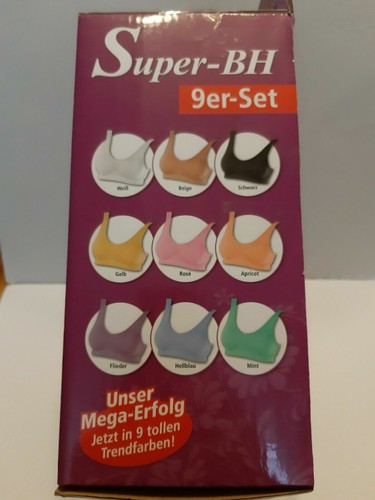 Super-BH
9er-Set
Weiß Beige Schwarz
Gelb Rosé Apricot
Flieder Hellblau Mint
Unser
Mega-Erfolg
Jetzt in 9 tollen
Trendfarben!